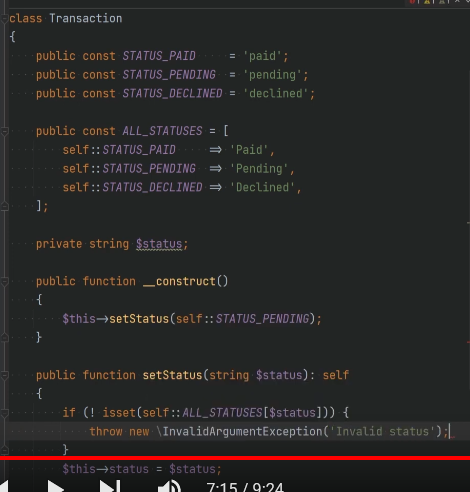 class Transaction
{
    public const STATUS_PAID     = 'paid';
    public const STATUS_PENDING  = 'pending';
    public const STATUS_DECLINED = 'declined';
    public const ALL_STATUSES = [
        self::STATUS_PAID     => 'Paid',
        self::STATUS_PENDING  => 'Pending',
        self::STATUS_DECLINED => 'Declined',
    ];
    private string $status;
    public function __construct()
    {
        $this->setStatus(self::STATUS_PENDING);
    }
    public function setStatus(string $status): self
    {
        if (! isset(self::ALL_STATUSES[$status])) {
            throw new \InvalidArgumentException('Invalid status');
        }
        $this->status = $status;
7:15 / 9:24